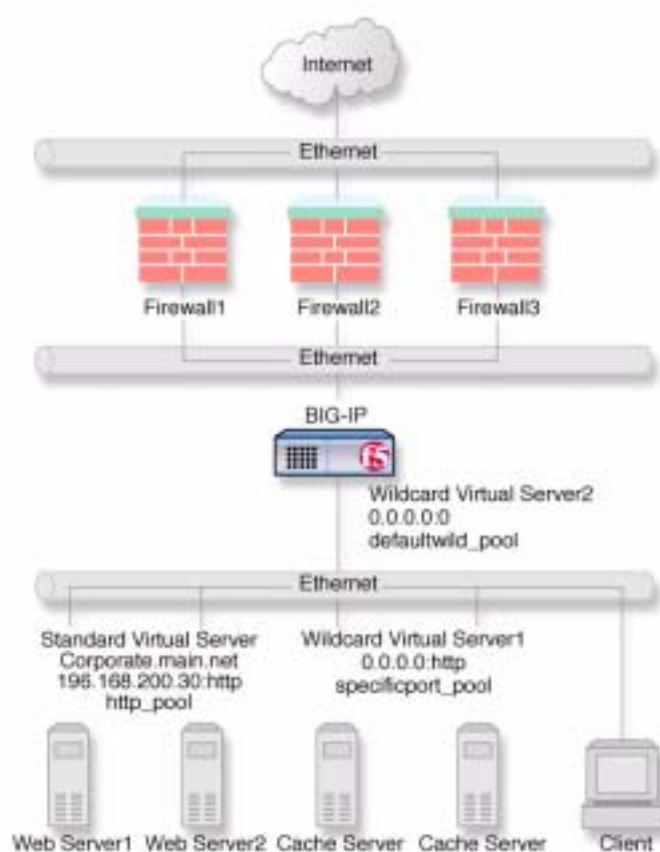 Internet
Ethernet
Firewall1 Firewall2 Firewall3
Ethernet
BIG-IP
f5
Wildcard Virtual Server2
0.0.0.0:0
defaultwild_pool
Ethernet
Standard Virtual Server
Corporate.main.net
196.168.200.30:http
http_pool
Wildcard Virtual Server1
0.0.0.0:http
specificport_pool
Web Server1 Web Server2 Cache Server Cache Server Client